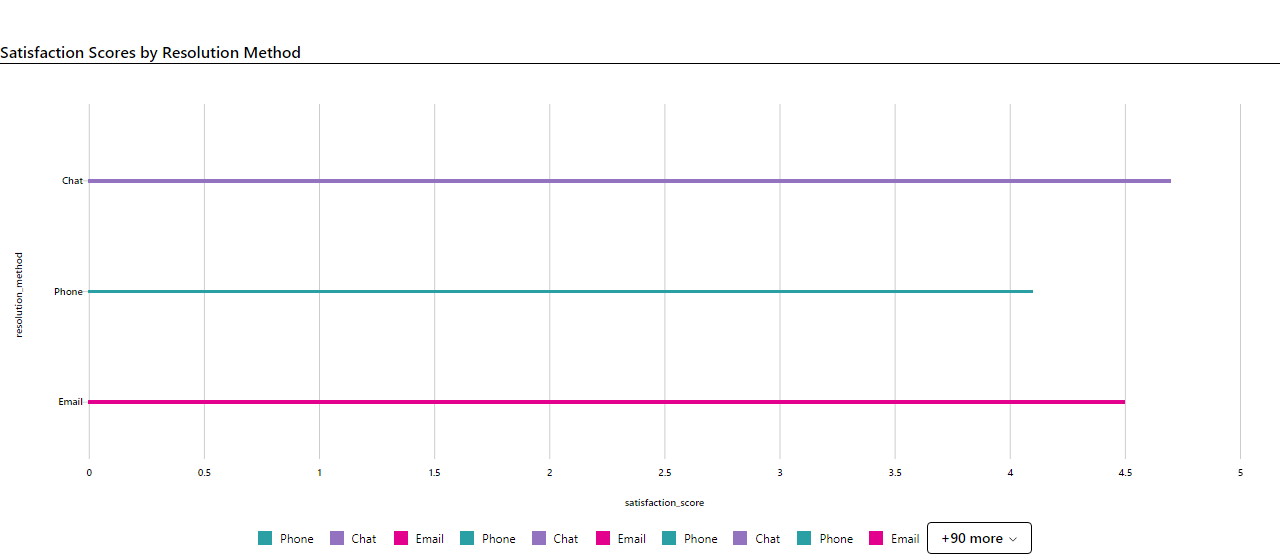 Satisfaction Scores by Resolution Method
resolution_method
Chat
Phone
Email
0 0.5 1 1.5 2 2.5 3 3.5 4 4.5 5
satisfaction_score
Phone Chat Email Phone Chat Email Phone Chat Phone Email +90 more